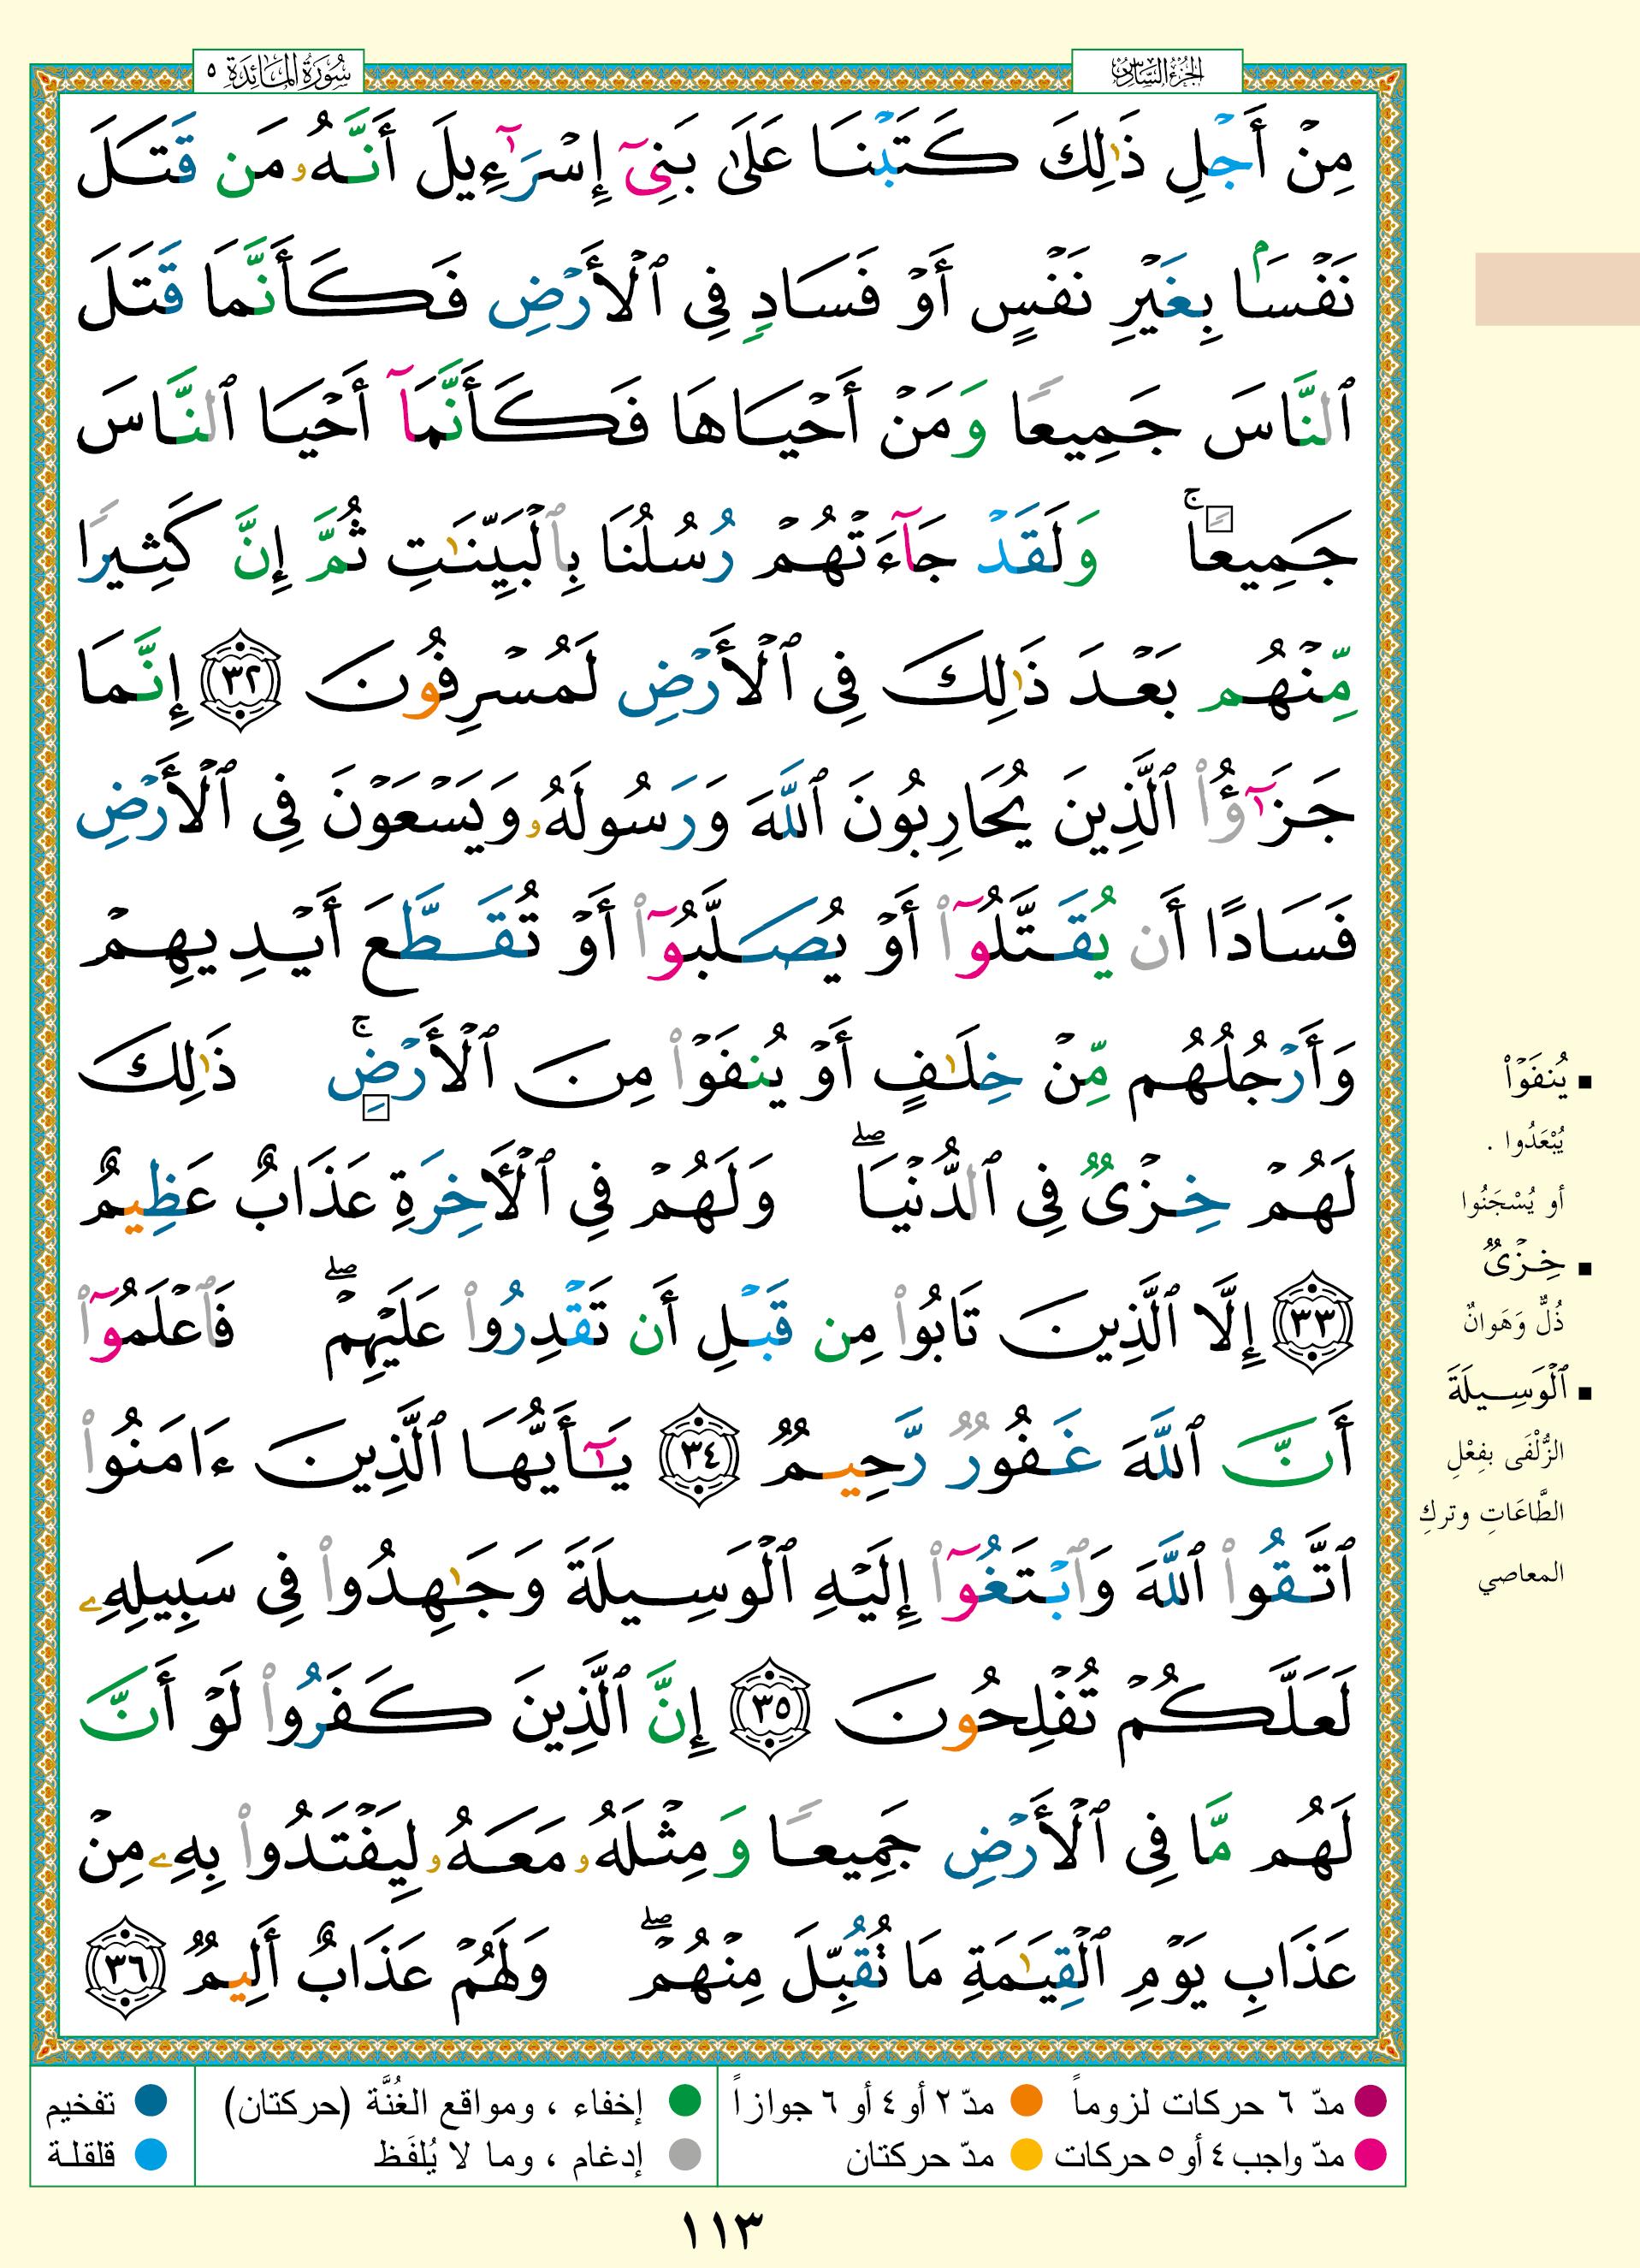 الجزء السادس
سورة المائدة ٥
مِنْ أَجْلِ ذَٰلِكَ كَتَبْنَا عَلَىٰ بَنِىٓ إِسْرَٰٓءِيلَ أَنَّهُۥ مَن قَتَلَ
نَفْسًۢا بِغَيْرِ نَفْسٍ أَوْ فَسَادٍ فِى ٱلْأَرْضِ فَكَأَنَّمَا قَتَلَ
ٱلنَّاسَ جَمِيعًا وَمَنْ أَحْيَاهَا فَكَأَنَّمَآ أَحْيَا ٱلنَّاسَ
جَمِيعًا ۚ وَلَقَدْ جَآءَتْهُمْ رُسُلُنَا بِٱلْبَيِّنَٰتِ ثُمَّ إِنَّ كَثِيرًا
مِّنْهُم بَعْدَ ذَٰلِكَ فِى ٱلْأَرْضِ لَمُسْرِفُونَ ٣٢ إِنَّمَا
جَزَٰٓؤُا۟ ٱلَّذِينَ يُحَارِبُونَ ٱللَّهَ وَرَسُولَهُۥ وَيَسْعَوْنَ فِى ٱلْأَرْضِ
فَسَادًا أَن يُقَتَّلُوٓا۟ أَوْ يُصَلَّبُوٓا۟ أَوْ تُقَطَّعَ أَيْدِيهِمْ
وَأَرْجُلُهُم مِّنْ خِلَٰفٍ أَوْ يُنفَوْا۟ مِنَ ٱلْأَرْضِ ۚ ذَٰلِكَ
لَهُمْ خِزْىٌ فِى ٱلدُّنْيَا ۖ وَلَهُمْ فِى ٱلْأَخِرَةِ عَذَابٌ عَظِيمٌ
٣٣ إِلَّا ٱلَّذِينَ تَابُوا۟ مِن قَبْلِ أَن تَقْدِرُوا۟ عَلَيْهِمْ ۖ فَٱعْلَمُوٓا۟
أَنَّ ٱللَّهَ غَفُورٌ رَّحِيمٌ ٣٤ يَٰٓأَيُّهَا ٱلَّذِينَ ءَامَنُوا۟
ٱتَّقُوا۟ ٱللَّهَ وَٱبْتَغُوٓا۟ إِلَيْهِ ٱلْوَسِيلَةَ وَجَٰهِدُوا۟ فِى سَبِيلِهِۦ
لَعَلَّكُمْ تُفْلِحُونَ ٣٥ إِنَّ ٱلَّذِينَ كَفَرُوا۟ لَوْ أَنَّ
لَهُم مَّا فِى ٱلْأَرْضِ جَمِيعًا وَمِثْلَهُۥ مَعَهُۥ لِيَفْتَدُوا۟ بِهِۦ مِنْ
عَذَابِ يَوْمِ ٱلْقِيَٰمَةِ مَا تُقُبِّلَ مِنْهُمْ ۖ وَلَهُمْ عَذَابٌ أَلِيمٌ ٣٦
▪ يُنفَوْا۟
يُبْعَدُوا .
أو يُسْجَنُوا
▪ خِزْىٌ
ذُلٌّ وَهَوانٌ
▪ ٱلْوَسِيلَةَ
الزُّلْفَى بفِعْلِ
الطَّاعَاتِ وتركِ
المعاصي
مدّ ٦ حركات لزوماً مدّ ٢ أو ٤ أو ٦ جوازاً إخفاء ، ومواقع الغُنَّة (حركتان) تفخيم
مدّ واجب ٤ أو ٥ حركات مدّ حركتان إدغام ، وما لا يُلفَظ قلقلة
١١٣